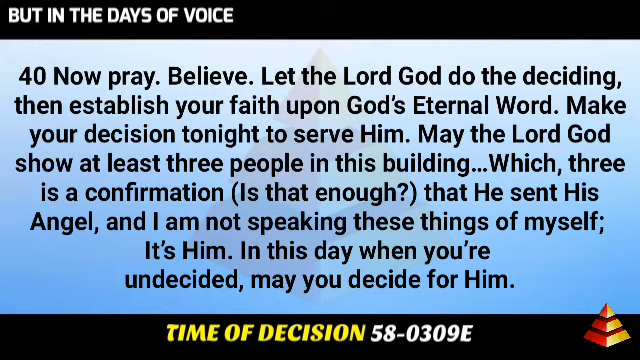 BUT IN THE DAYS OF VOICE
40 Now pray. Believe. Let the Lord God do the deciding,
then establish your faith upon God's Eternal Word. Make
your decision tonight to serve Him. May the Lord God
show at least three people in this building…Which, three
is a confirmation (Is that enough?) that He sent His
Angel, and I am not speaking these things of myself;
It's Him. In this day when you're
undecided, may you decide for Him.
TIME OF DECISION 58-0309E